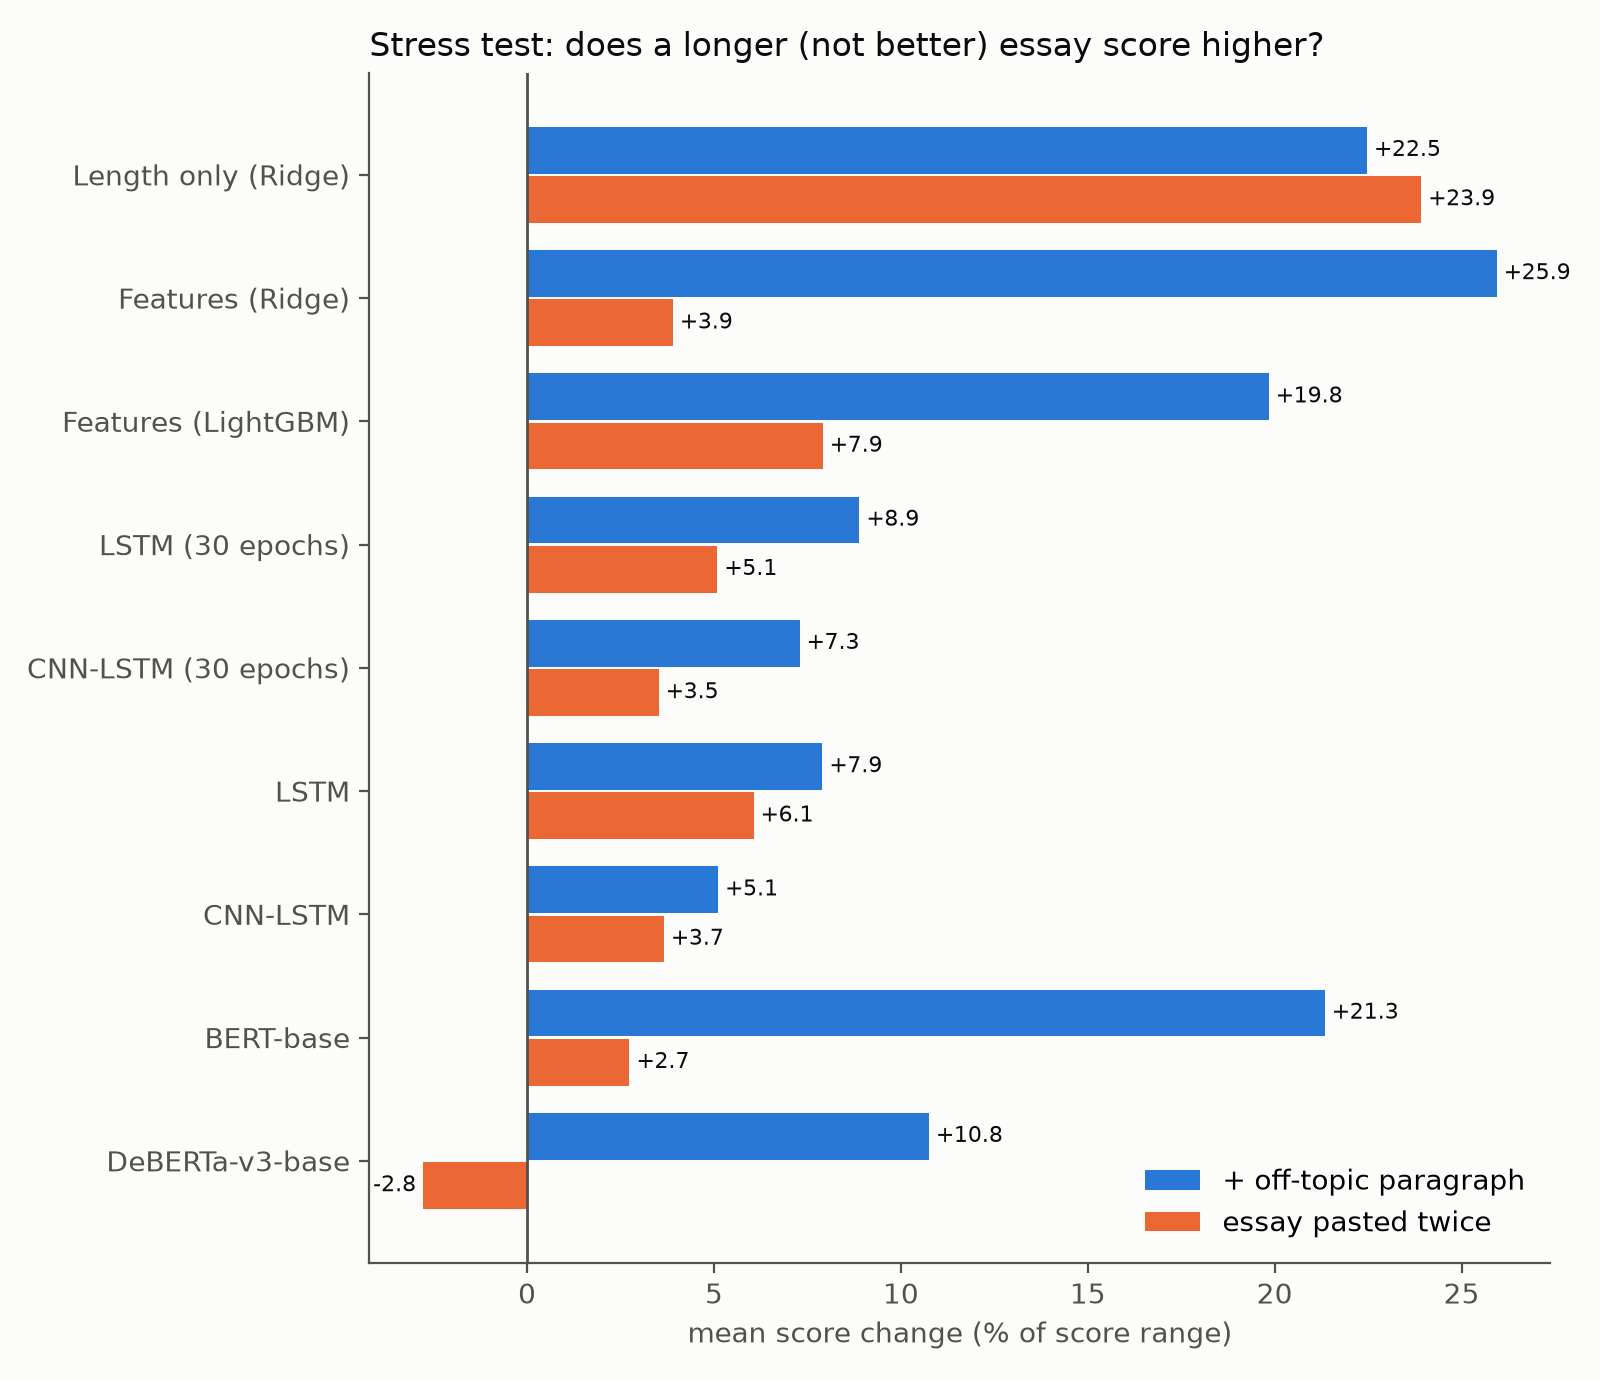 Stress test: does a longer (not better) essay score higher?
Length only (Ridge)
+22.5
+23.9
Features (Ridge)
+25.9
+3.9
Features (LightGBM)
+19.8
+7.9
LSTM (30 epochs)
+8.9
+5.1
CNN-LSTM (30 epochs)
+7.3
+3.5
LSTM
+7.9
+6.1
CNN-LSTM
+5.1
+3.7
BERT-base
+21.3
+2.7
DeBERTa-v3-base
+10.8
-2.8
+ off-topic paragraph
essay pasted twice
0 5 10 15 20 25
mean score change (% of score range)